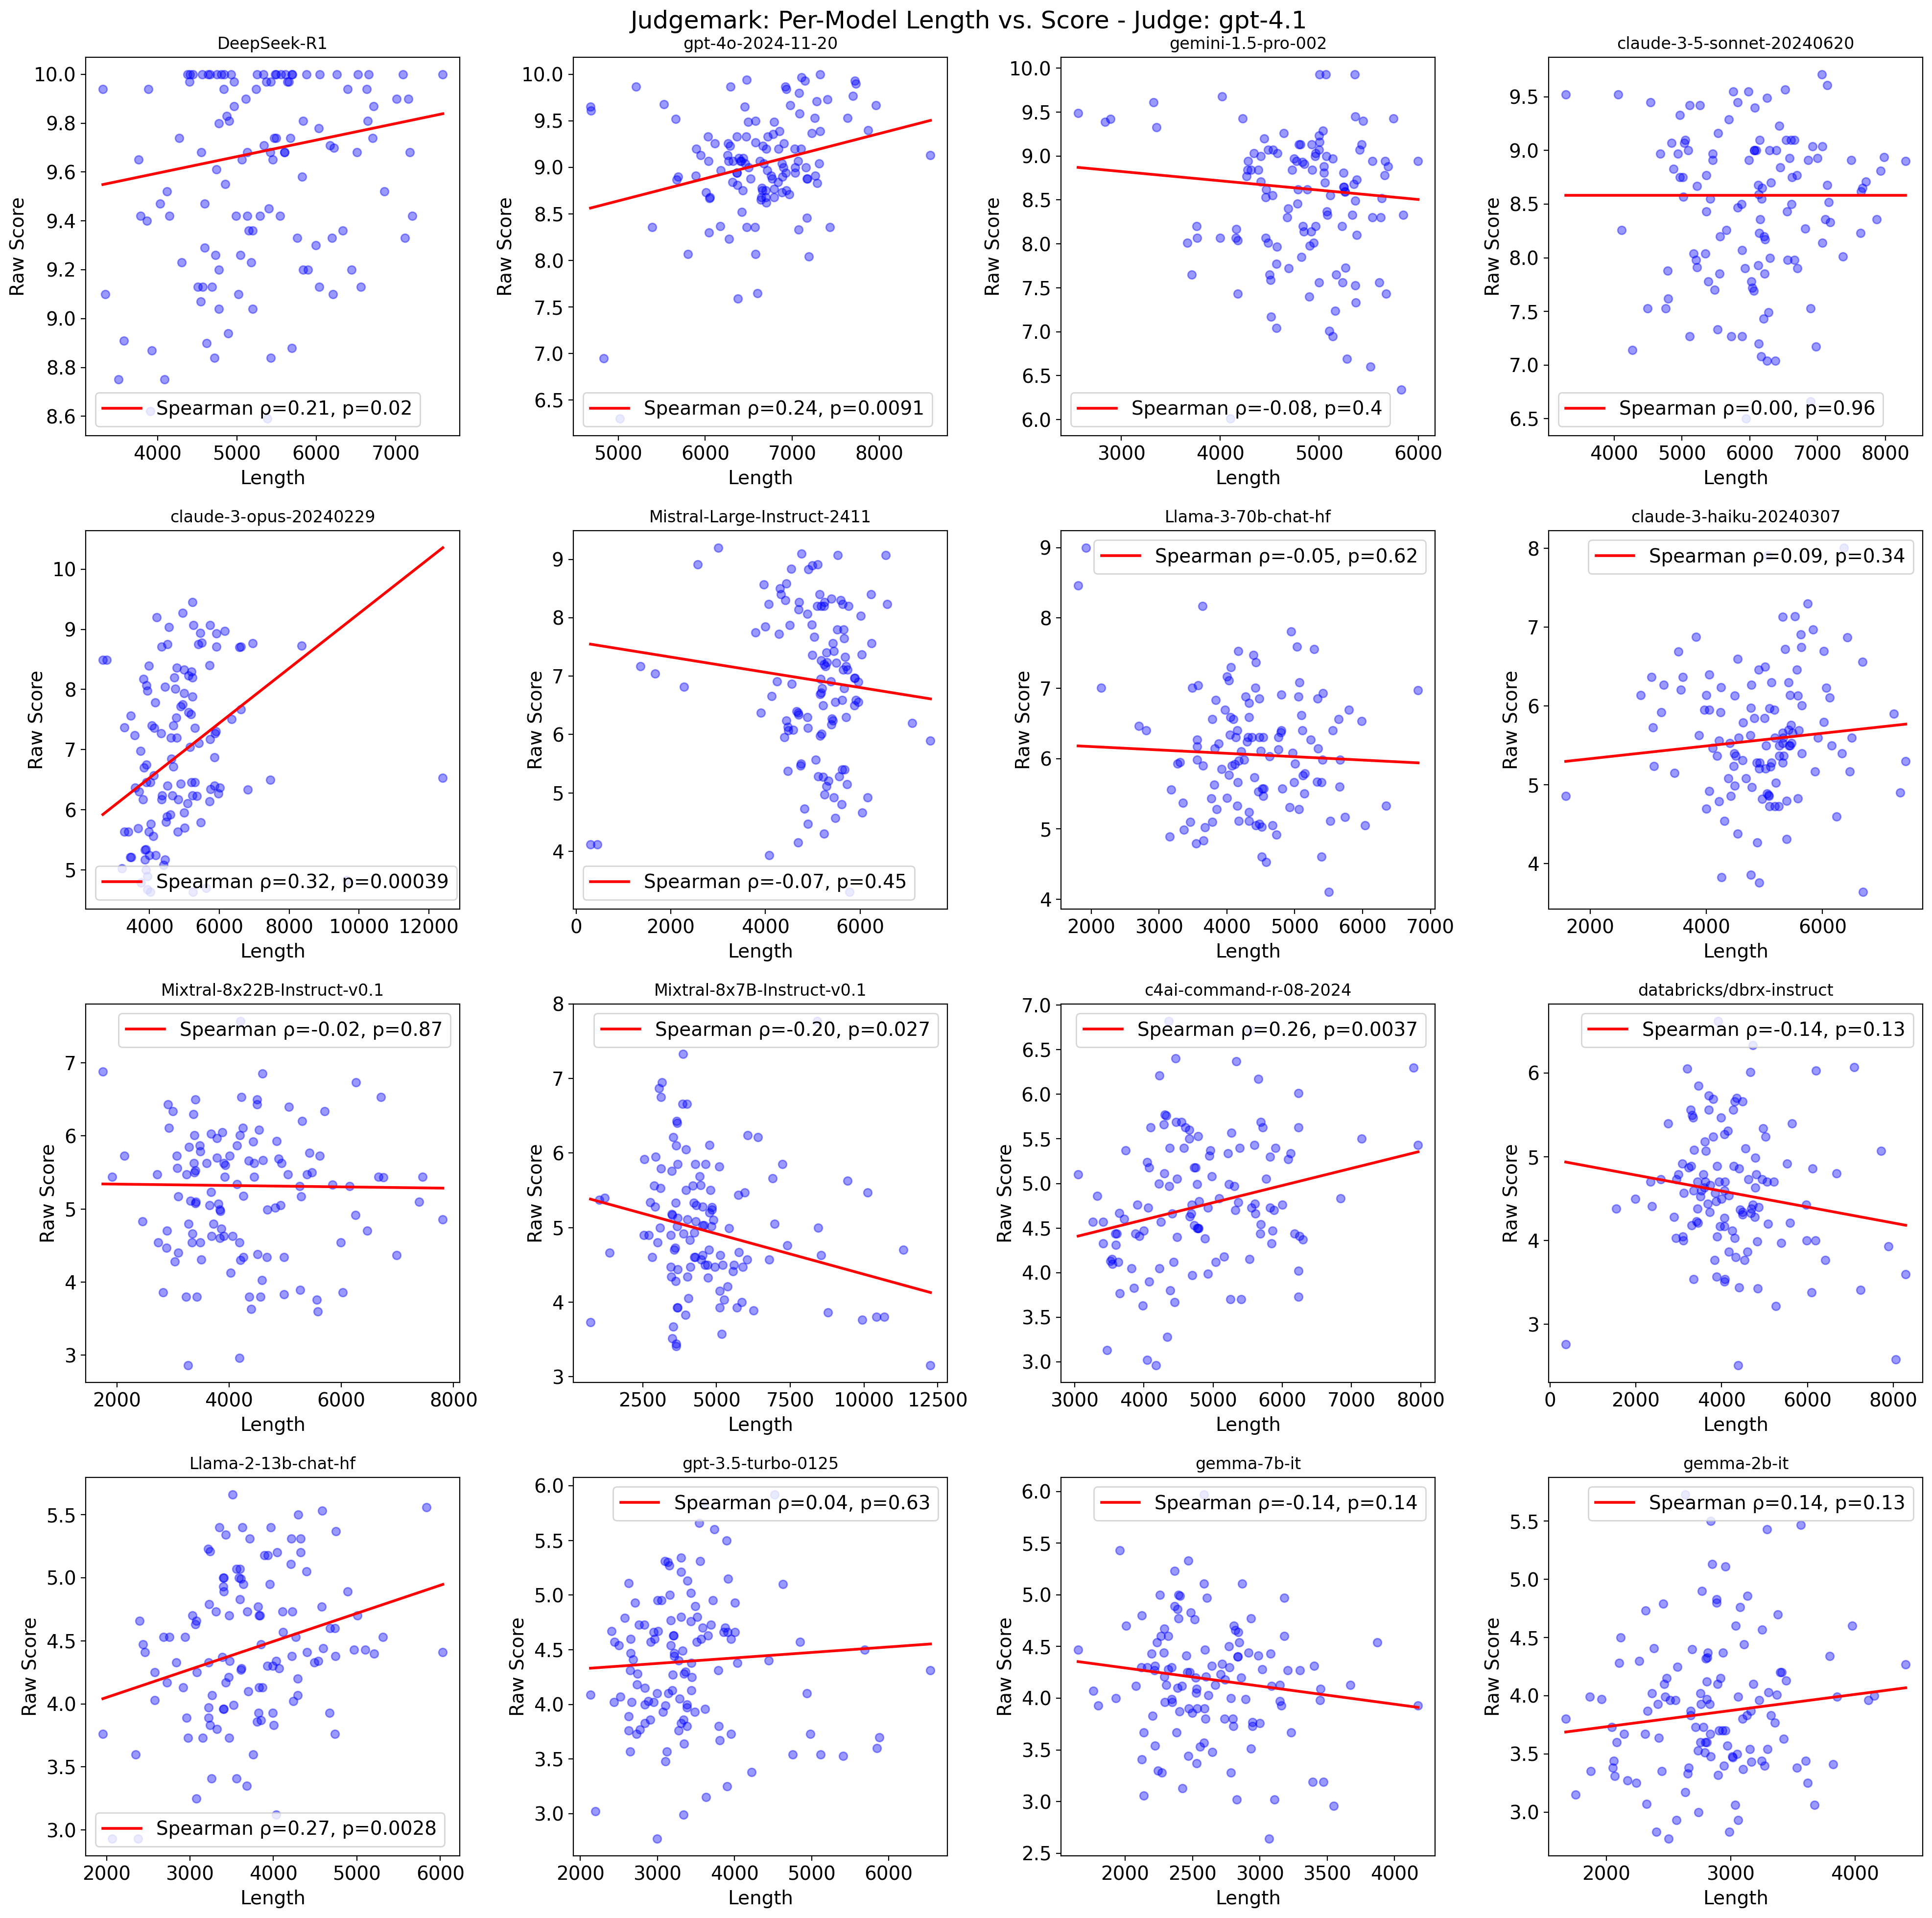 Judgemark: Per-Model Length vs. Score - Judge: gpt-4.1
DeepSeek-R1
Raw Score
10.0
9.8
9.6
9.4
9.2
9.0
8.8
8.6
Spearman ρ=0.21, p=0.02
4000 5000 6000 7000
Length
gpt-4o-2024-11-20
Raw Score
10.0
9.5
9.0
8.5
8.0
7.5
7.0
6.5
Spearman ρ=0.24, p=0.0091
5000 6000 7000 8000
Length
gemini-1.5-pro-002
Raw Score
10.0
9.5
9.0
8.5
8.0
7.5
7.0
6.5
6.0
Spearman ρ=-0.08, p=0.4
3000 4000 5000 6000
Length
claude-3-5-sonnet-20240620
Raw Score
9.5
9.0
8.5
8.0
7.5
7.0
6.5
Spearman ρ=0.00, p=0.96
4000 5000 6000 7000 8000
Length
claude-3-opus-20240229
Raw Score
10
9
8
7
6
5
Spearman ρ=0.32, p=0.00039
4000 6000 8000 10000 12000
Length
Mistral-Large-Instruct-2411
Raw Score
9
8
7
6
5
4
Spearman ρ=-0.07, p=0.45
0 2000 4000 6000
Length
Llama-3-70b-chat-hf
Raw Score
9
8
7
6
5
4
Spearman ρ=-0.05, p=0.62
2000 3000 4000 5000 6000 7000
Length
claude-3-haiku-20240307
Raw Score
8
7
6
5
4
Spearman ρ=0.09, p=0.34
2000 4000 6000
Length
Mixtral-8x22B-Instruct-v0.1
Raw Score
7
6
5
4
3
Spearman ρ=-0.02, p=0.87
2000 3000 4000 5000 6000 7000 8000
Length
Mixtral-8x7B-Instruct-v0.1
Raw Score
8
7
6
5
4
3
Spearman ρ=-0.20, p=0.027
2500 5000 7500 10000 12500
Length
c4ai-command-r-08-2024
Raw Score
7.0
6.5
6.0
5.5
5.0
4.5
4.0
3.5
3.0
Spearman ρ=0.26, p=0.0037
3000 4000 5000 6000 7000 8000
Length
databricks/dbrx-instruct
Raw Score
6
5
4
3
Spearman ρ=-0.14, p=0.13
0 2000 4000 6000 8000
Length
Llama-2-13b-chat-hf
Raw Score
5.5
5.0
4.5
4.0
3.5
3.0
Spearman ρ=0.27, p=0.0028
2000 3000 4000 5000 6000
Length
gpt-3.5-turbo-0125
Raw Score
6.0
5.5
5.0
4.5
4.0
3.5
3.0
Spearman ρ=0.04, p=0.63
2000 3000 4000 5000 6000
Length
gemma-7b-it
Raw Score
6.0
5.5
5.0
4.5
4.0
3.5
3.0
2.5
Spearman ρ=-0.14, p=0.14
2000 2500 3000 3500 4000
Length
gemma-2b-it
Raw Score
5.5
5.0
4.5
4.0
3.5
3.0
Spearman ρ=0.14, p=0.13
2000 3000 4000
Length